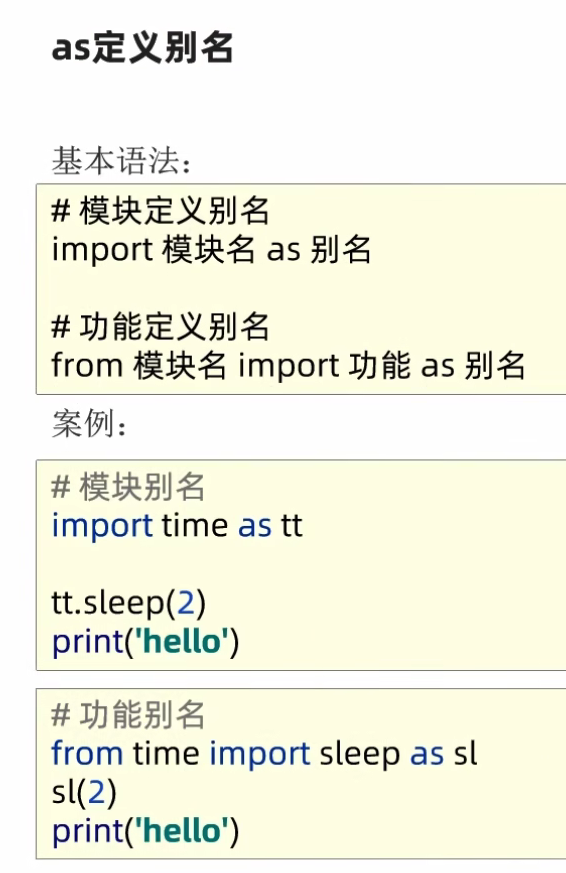 as定义别名
基本语法：
# 模块定义别名
import 模块名 as 别名
# 功能定义别名
from 模块名 import 功能 as 别名
案例：
# 模块别名
import time as tt
tt.sleep(2)
print('hello')
# 功能别名
from time import sleep as sl
sl(2)
print('hello')